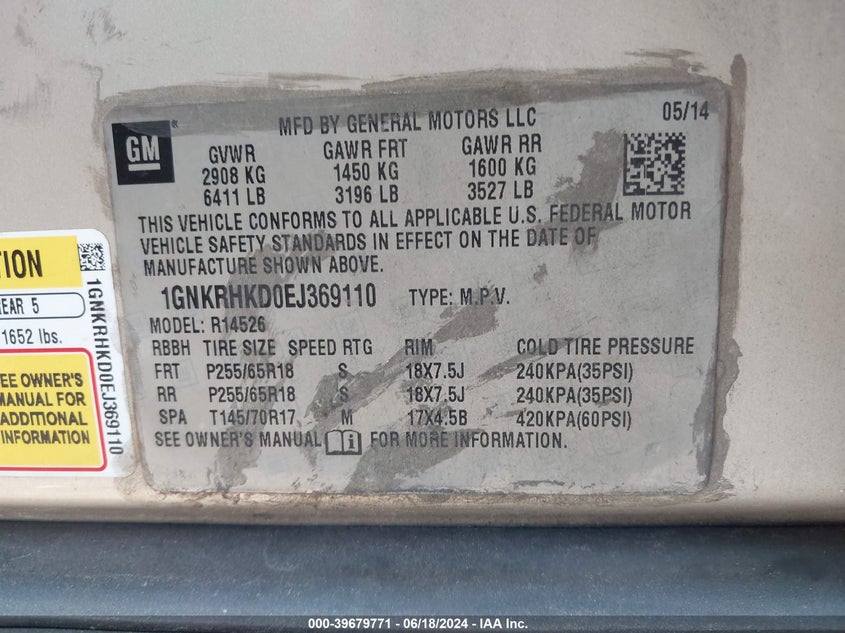 GM
MFD BY GENERAL MOTORS LLC
05/14
GVWR GAWR FRT GAWR RR
2908 KG 1450 KG 1600 KG
6411 LB 3196 LB 3527 LB
THIS VEHICLE CONFORMS TO ALL APPLICABLE U.S. FEDERAL MOTOR
VEHICLE SAFETY STANDARDS IN EFFECT ON THE DATE OF
MANUFACTURE SHOWN ABOVE.
1GNKRHKD0EJ369110 TYPE: M.P.V.
MODEL: R14526
RBBH TIRE SIZE SPEED RTG RIM COLD TIRE PRESSURE
FRT P255/65R18 S 18X7.5J 240KPA(35PSI)
RR P255/65R18 S 18X7.5J 240KPA(35PSI)
SPA T145/70R17 M 17X4.5B 420KPA(60PSI)
SEE OWNER'S MANUAL FOR MORE INFORMATION.
TION
REAR 5
1652 lbs.
SEE OWNER'S
MANUAL FOR
ADDITIONAL
INFORMATION
1GNKRHKD0EJ369110
000-39679771 - 06/18/2024 - IAA Inc.